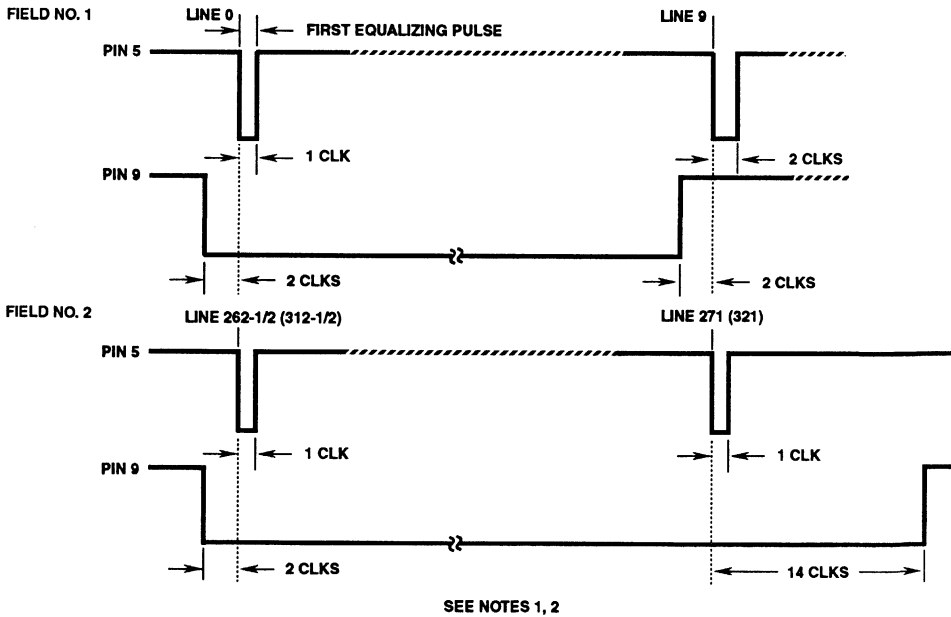 FIELD NO. 1
LINE 0
LINE 9
FIRST EQUALIZING PULSE
PIN 5
1 CLK
2 CLKS
PIN 9
2 CLKS
2 CLKS
FIELD NO. 2
LINE 262-1/2 (312-1/2)
LINE 271 (321)
PIN 5
1 CLK
1 CLK
PIN 9
2 CLKS
14 CLKS
SEE NOTES 1, 2